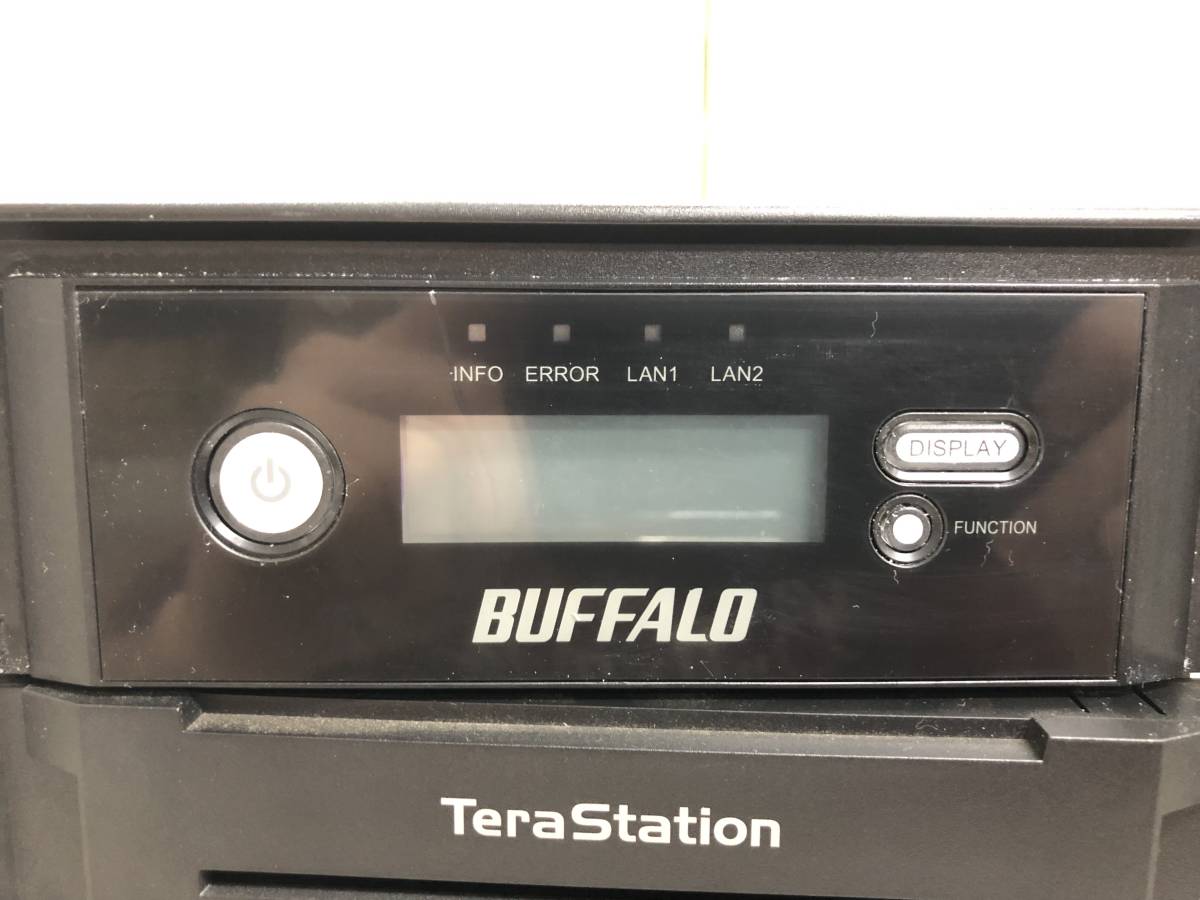 INFO ERROR LAN1 LAN2
DISPLAY
FUNCTION
BUFFALO
TeraStation